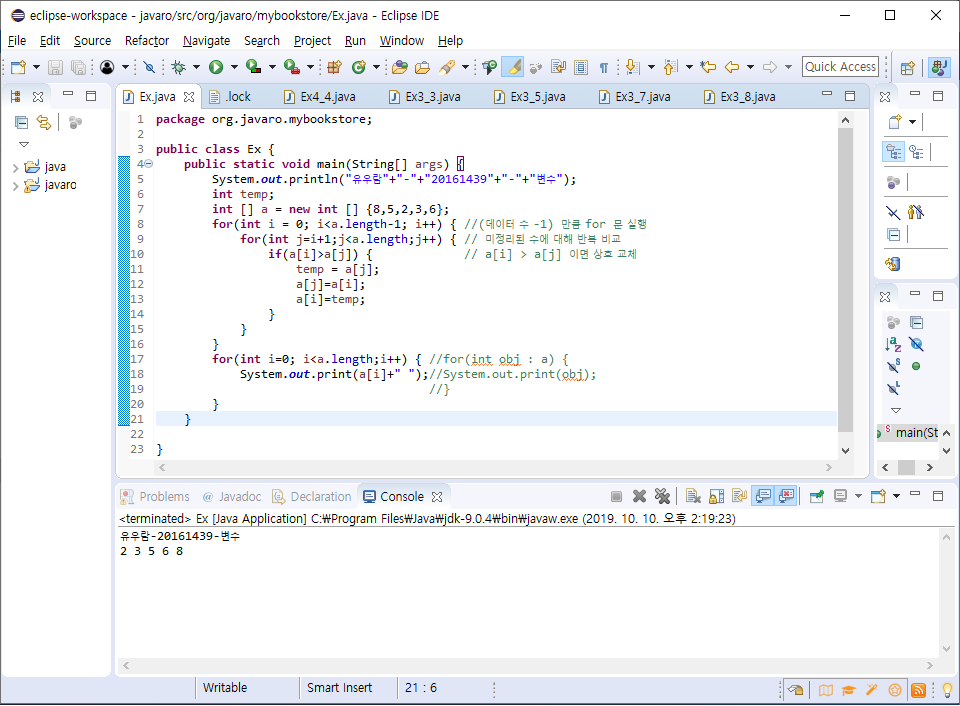 eclipse-workspace - javaro/src/org/javaro/mybookstore/Ex.java - Eclipse IDE
File Edit Source Refactor Navigate Search Project Run Window Help
Quick Access
Ex.java .lock Ex4_4.java Ex3_3.java Ex3_5.java Ex3_7.java Ex3_8.java
java
javaro
1 package org.javaro.mybookstore;
2
3 public class Ex {
4 public static void main(String[] args) {
5 System.out.println("유우람"+"-"+"20161439"+"-"+"변수");
6 int temp;
7 int [] a = new int [] {8,5,2,3,6};
8 for(int i = 0; i<a.length-1; i++) { //(데이터 수 -1) 만큼 for 문 실행
9 for(int j=i+1;j<a.length;j++) { // 미정리된 수에 대해 반복 비교
10 if(a[i]>a[j]) { // a[i] > a[j] 이면 상호 교체
11 temp = a[j];
12 a[j]=a[i];
13 a[i]=temp;
14 }
15 }
16 }
17 for(int i=0; i<a.length;i++) { //for(int obj : a) {
18 System.out.print(a[i]+" ");//System.out.print(obj);
19 //}
20 }
21 }
22
23 }
main(St
Problems @ Javadoc Declaration Console
<terminated> Ex [Java Application] C:₩Program Files₩Java₩jdk-9.0.4₩bin₩javaw.exe (2019. 10. 10. 오후 2:19:23)
유우람-20161439-변수
2 3 5 6 8
Writable Smart Insert 21 : 6